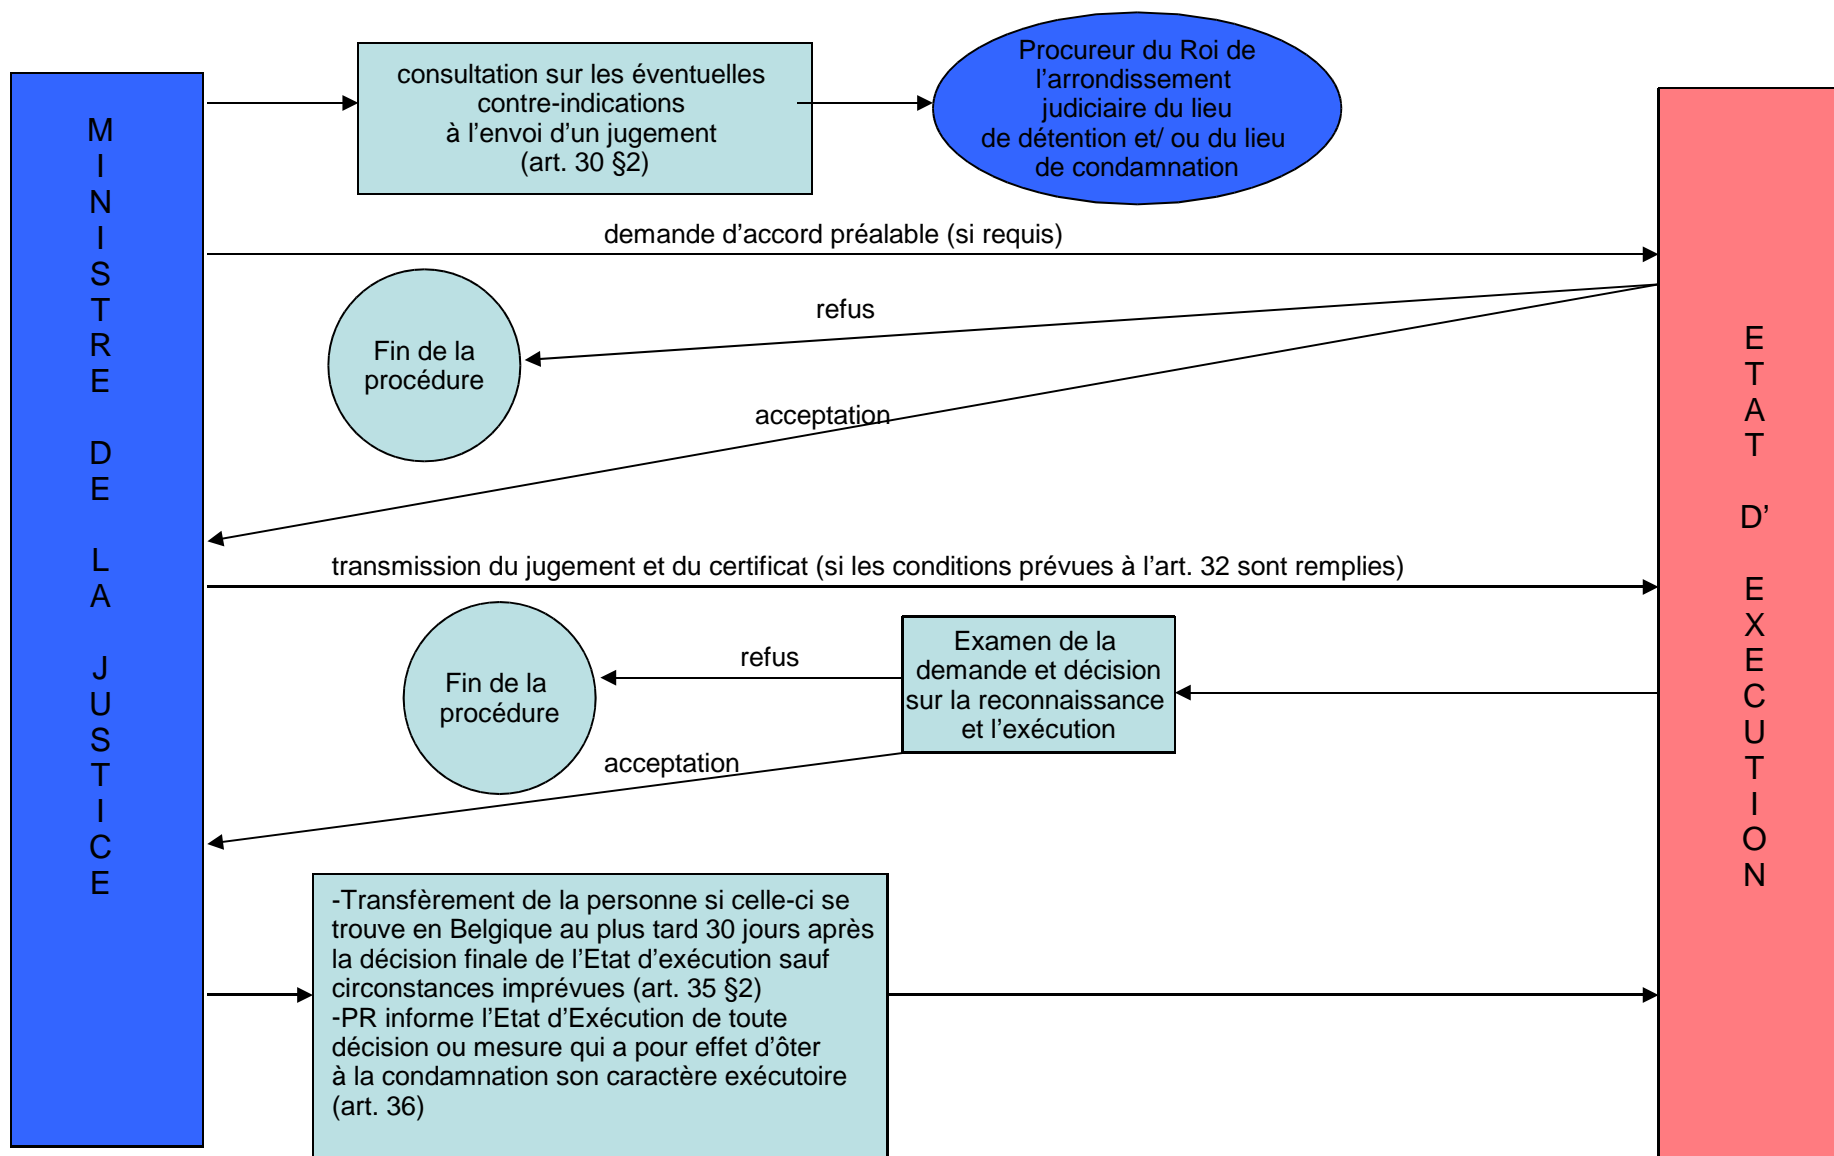 MINISTRE DE LA JUSTICE
consultation sur les éventuelles
contre-indications
à l'envoi d'un jugement
(art. 30 §2)
Procureur du Roi de
l'arrondissement
judiciaire du lieu
de détention et/ ou du lieu
de condamnation
demande d'accord préalable (si requis)
refus
Fin de la
procédure
acceptation
transmission du jugement et du certificat (si les conditions prévues à l'art. 32 sont remplies)
Examen de la
demande et décision
sur la reconnaissance
et l'exécution
refus
Fin de la
procédure
acceptation
-Transfèrement de la personne si celle-ci se
trouve en Belgique au plus tard 30 jours après
la décision finale de l'Etat d'exécution sauf
circonstances imprévues (art. 35 §2)
-PR informe l'Etat d'Exécution de toute
décision ou mesure qui a pour effet d'ôter
à la condamnation son caractère exécutoire
(art. 36)
ETAT D' EXECUTION